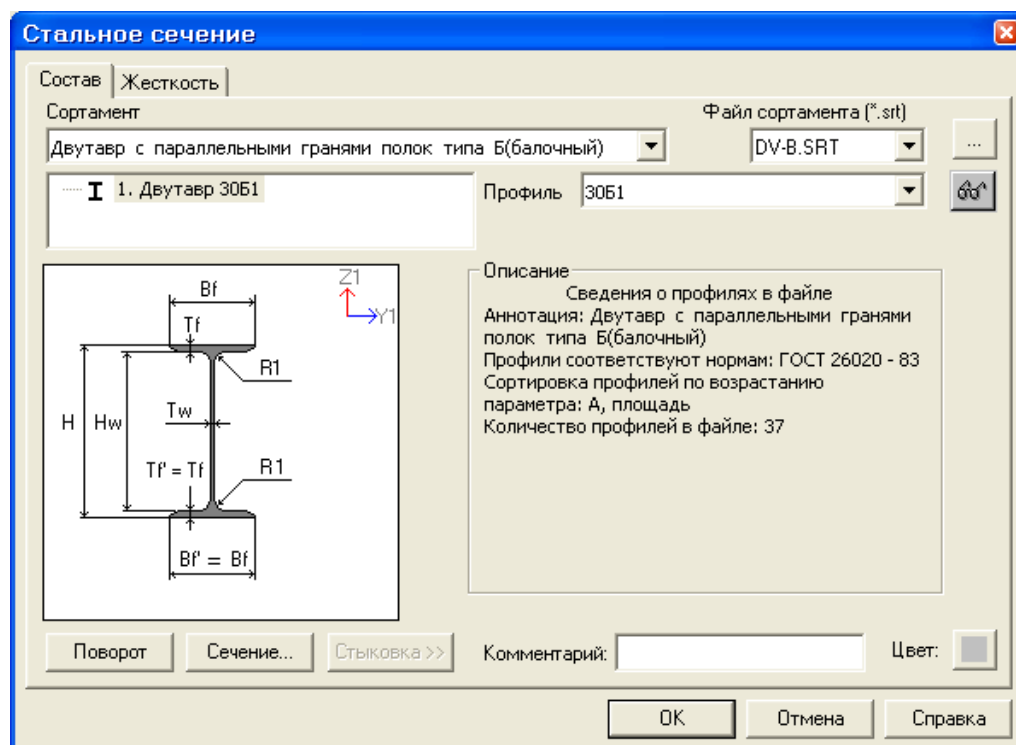 Стальное сечение
Состав
Жесткость
Сортамент
Файл сортамента (*.srt)
Двутавр с параллельными гранями полок типа Б(балочный)
DV-B.SRT
...
1. Двутавр 30Б1
Профиль
30Б1
Z1
Y1
Bf
Tf
R1
H
Hw
Tw
Tf' = Tf
R1
Bf' = Bf
Описание
Сведения о профилях в файле
Аннотация: Двутавр с параллельными гранями
полок типа Б(балочный)
Профили соответствуют нормам: ГОСТ 26020 - 83
Сортировка профилей по возрастанию
параметра: A, площадь
Количество профилей в файле: 37
Поворот
Сечение...
Стыковка >>
Комментарий:
Цвет:
OK
Отмена
Справка